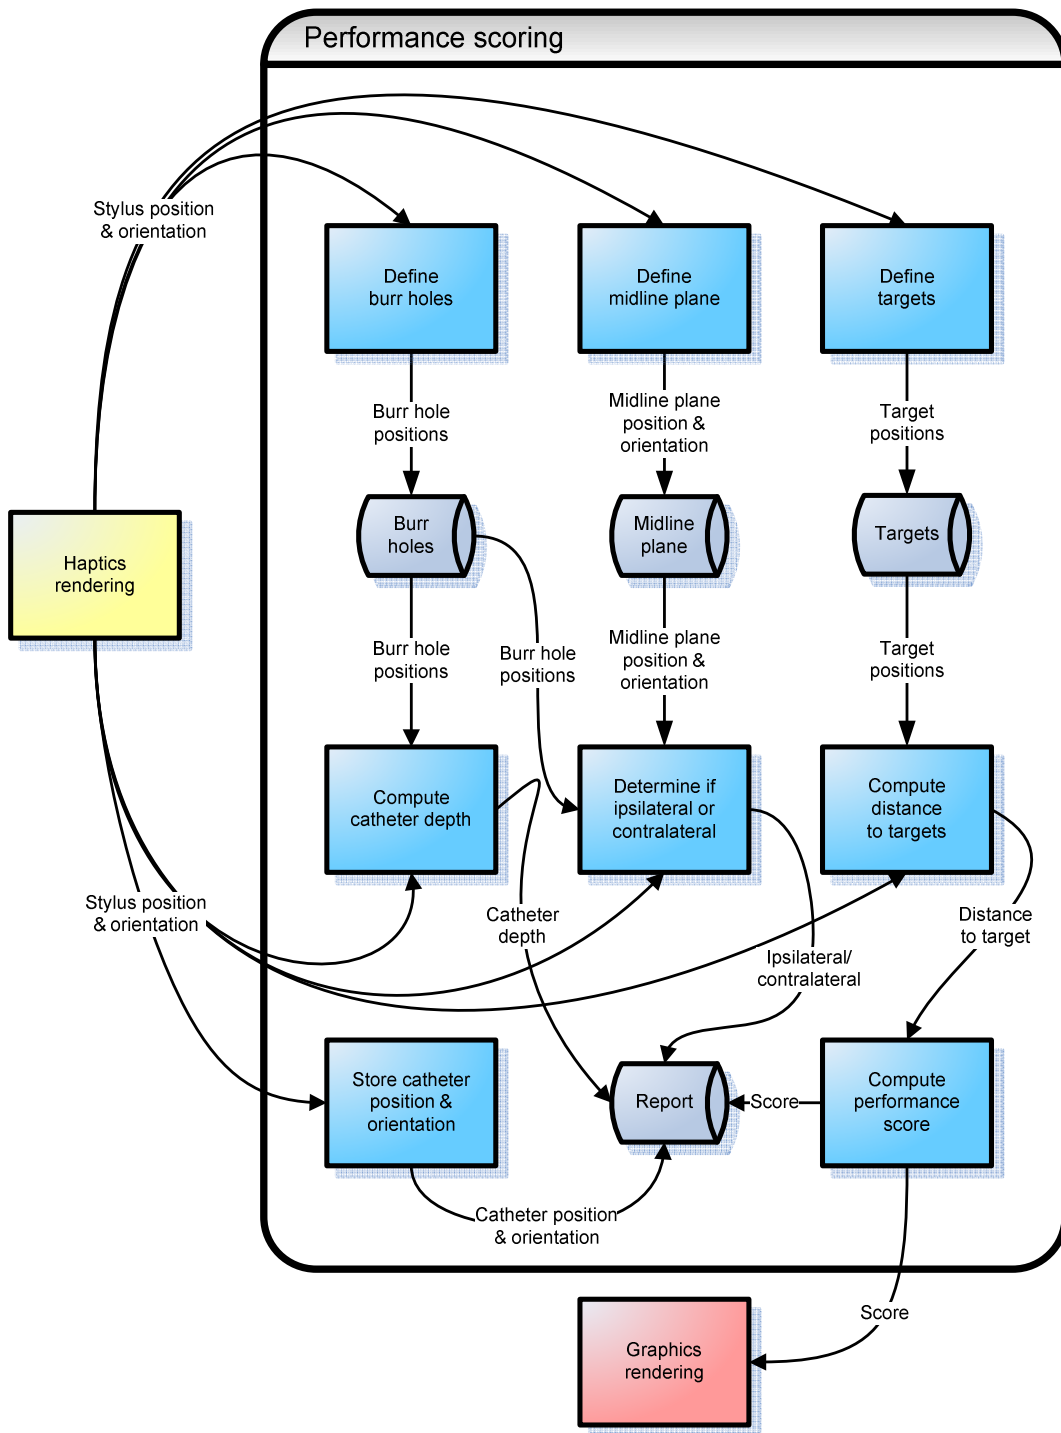 Performance scoring
Stylus position
& orientation
Define
burr holes
Define
midline plane
Define
targets
Burr hole
positions
Midline plane
position &
orientation
Target
positions
Haptics
rendering
Burr
holes
Midline
plane
Targets
Burr hole
positions
Burr hole
positions
Midline plane
position &
orientation
Target
positions
Compute
catheter depth
Determine if
ipsilateral or
contralateral
Compute
distance
to targets
Stylus position
& orientation
Catheter
depth
Ipsilateral/
contralateral
Distance
to target
Store catheter
position &
orientation
Report
Score
Compute
performance
score
Catheter position
& orientation
Score
Graphics
rendering